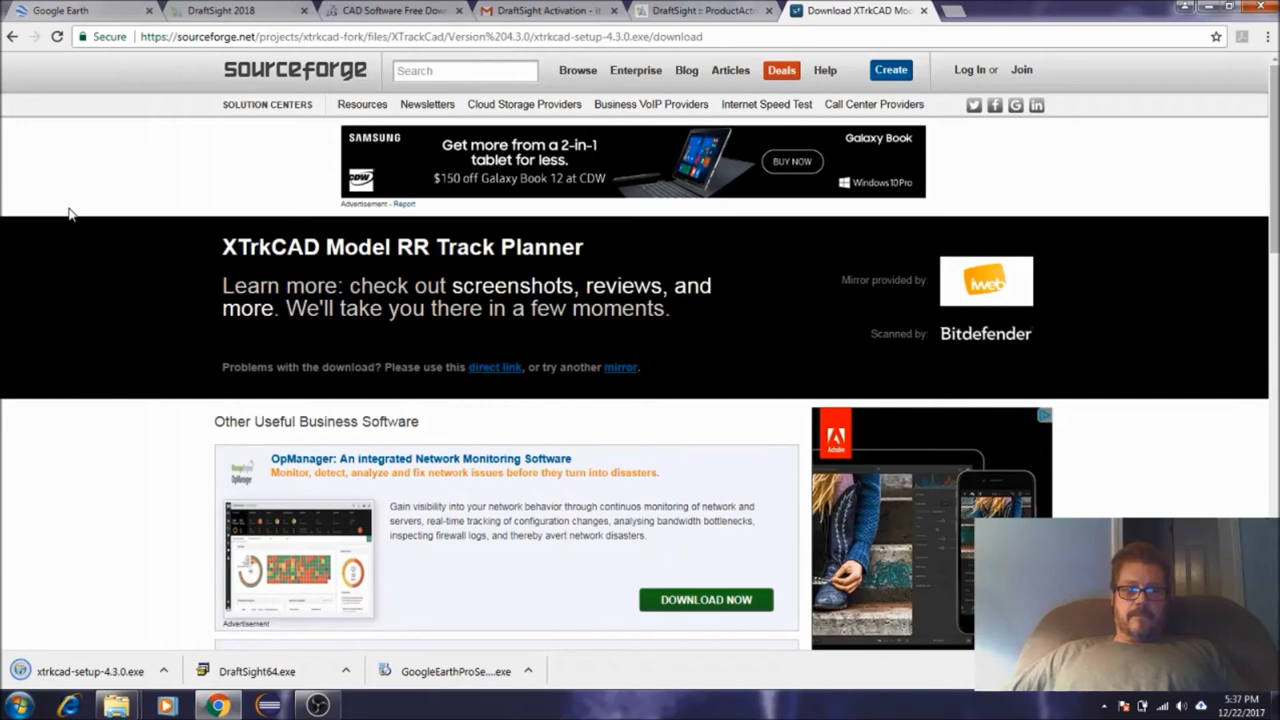 Google Earth
DraftSight 2018
CAD Software Free Dow
DraftSight Activation - it
DraftSight :: ProductAct
Download XTrkCAD Mo
Secure https://sourceforge.net/projects/xtrkcad-fork/files/XTrackCad/Version%204.3.0/xtrkcad-setup-4.3.0.exe/download
sourceforge
Search
Browse Enterprise Blog Articles Deals Help Create Log In or Join
SOLUTION CENTERS Resources Newsletters Cloud Storage Providers Business VoIP Providers Internet Speed Test Call Center Providers
SAMSUNG
CDW
Get more from a 2-in-1
tablet for less.
$150 off Galaxy Book 12 at CDW
BUY NOW
Galaxy Book
Windows10Pro
Advertisement - Report
XTrkCAD Model RR Track Planner
Learn more: check out screenshots, reviews, and
more. We'll take you there in a few moments.
Mirror provided by:
iweb
Scanned by:
Bitdefender
Problems with the download? Please use this direct link, or try another mirror.
Other Useful Business Software
OpManager: An integrated Network Monitoring Software
Monitor, detect, analyze and fix network issues before they turn into disasters.
OpManager
Gain visibility into your network behavior through continuos monitoring of network and
servers, real-time tracking of configuration changes, analysing bandwidth bottlenecks,
inspecting firewall logs, and thereby avert network disasters.
DOWNLOAD NOW
Advertisement
Adobe
xtrkcad-setup-4.3.0.exe
DraftSight64.exe
GoogleEarthProSe....exe
5:37 PM
12/22/2017